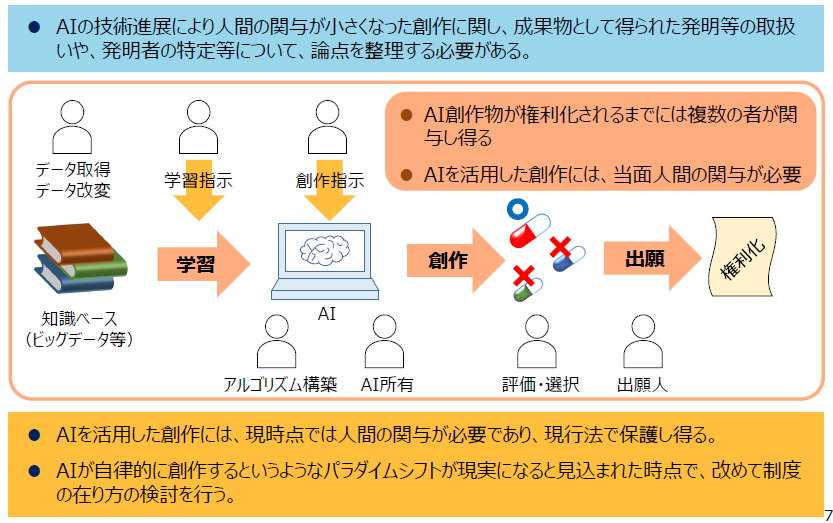 ● AIの技術進展により人間の関与が小さくなった創作に関し、成果物として得られた発明等の取扱
いや、発明者の特定等について、論点を整理する必要がある。
● AI創作物が権利化されるまでには複数の者が関
与し得る
● AIを活用した創作には、当面人間の関与が必要
データ取得
データ改変
学習指示
創作指示
学習
創作
出願
権利化
知識ベース
（ビッグデータ等）
AI
アルゴリズム構築
AI所有
評価・選択
出願人
● AIを活用した創作には、現時点では人間の関与が必要であり、現行法で保護し得る。
● AIが自律的に創作するというようなパラダイムシフトが現実になると見込まれた時点で、改めて制度
の在り方の検討を行う。
7